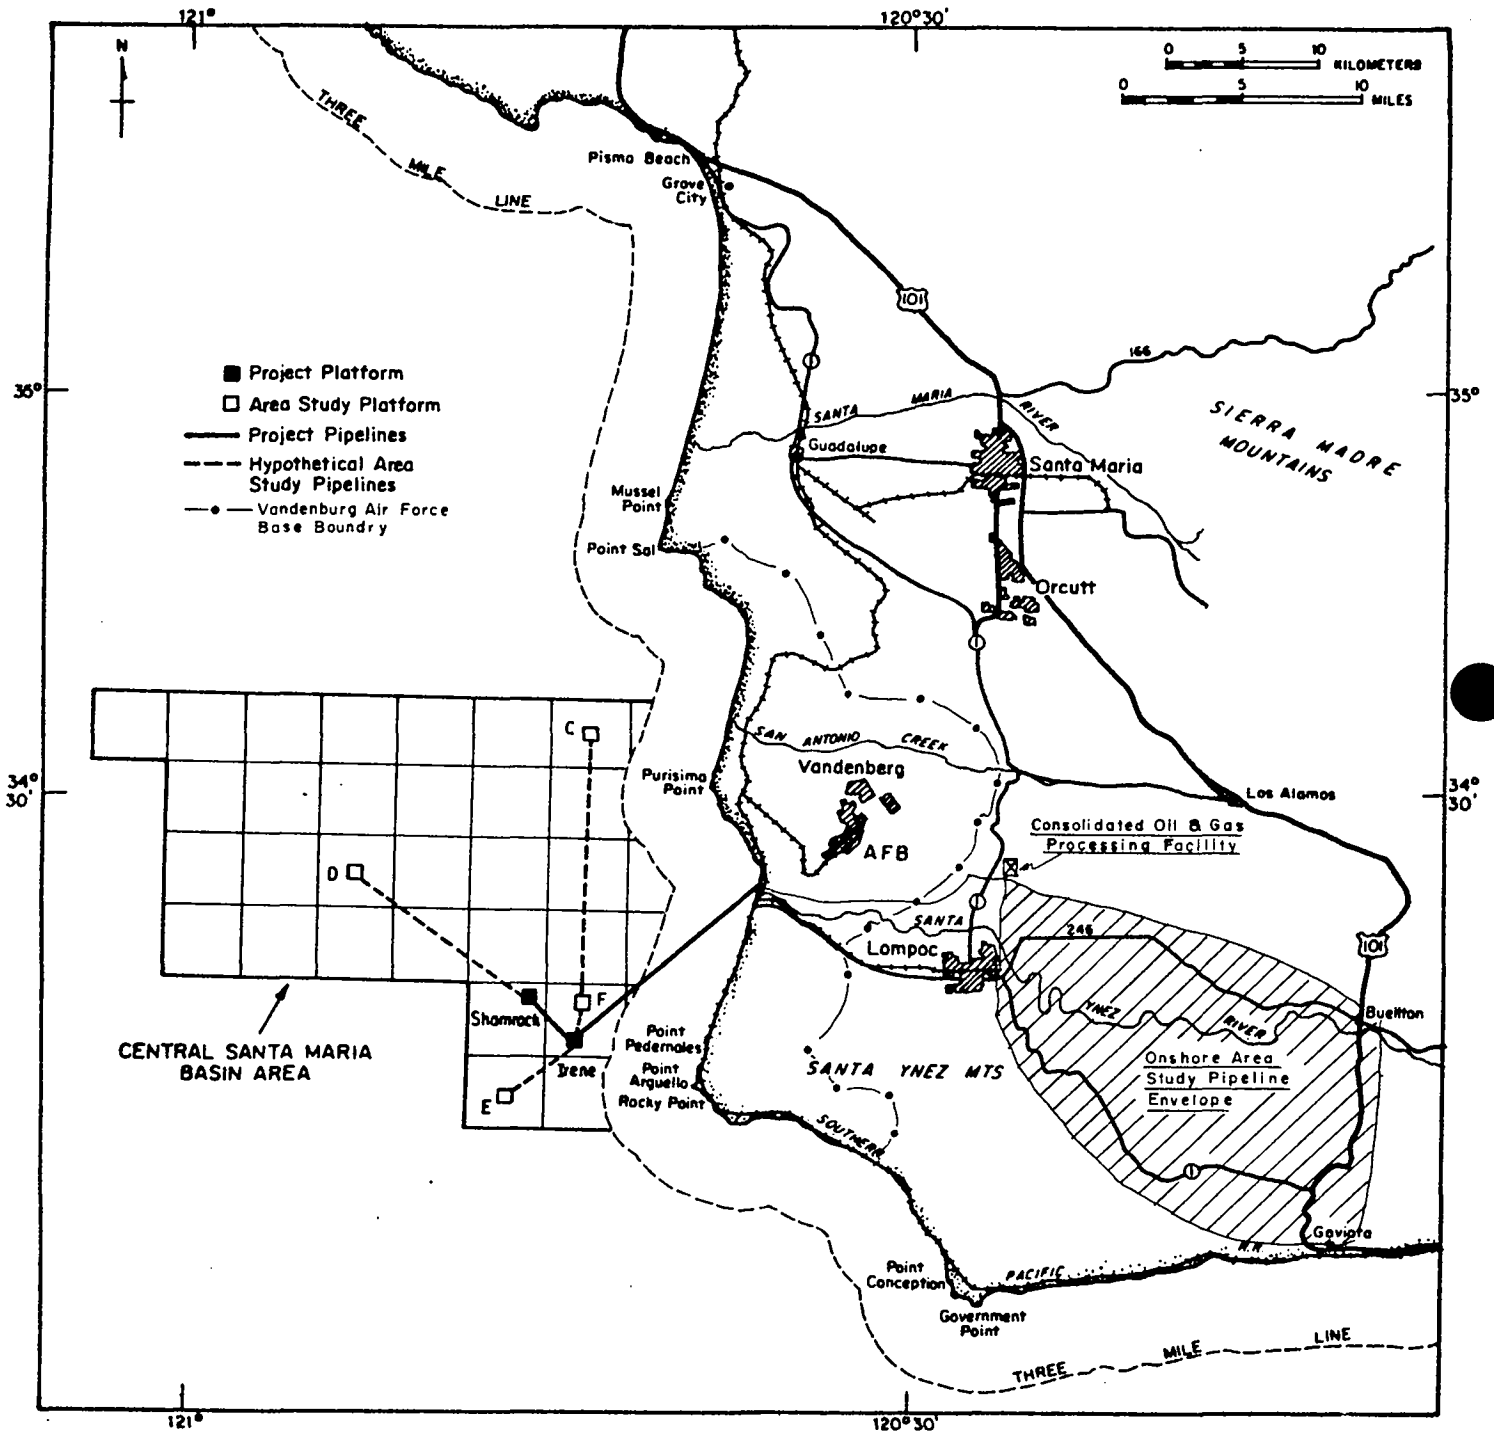 121°
120°30'
N
0 5 10
KILOMETERS
0 5 10
MILES
THREE
MILE
LINE
Pismo Beach
Grove
City
101
166
35°
35°
Project Platform
Area Study Platform
Project Pipelines
Hypothetical Area
Study Pipelines
Vandenburg Air Force
Base Boundry
SANTA MARIA RIVER
SIERRA MADRE
MOUNTAINS
Guadalupe
Santa Maria
Mussel
Point
Point Sal
Orcutt
1
C
SAN ANTONIO CREEK
Vandenberg
AFB
Purisima
Point
34°
30'
34°
30'
Los Alamos
Consolidated Oil & Gas
Processing Facility
D
1
SANTA
246
Lompoc
101
F
Shamrock
Irene
YNEZ
RIVER
Buellton
Point
Pedernales
Point
Arguello
Rocky Point
CENTRAL SANTA MARIA
BASIN AREA
SANTA YNEZ MTS
Onshore Area
Study Pipeline
Envelope
E
SOUTHERN
1
Gaviota
R.R.
PACIFIC
Point
Conception
Government
Point
THREE MILE LINE
121°
120°30'